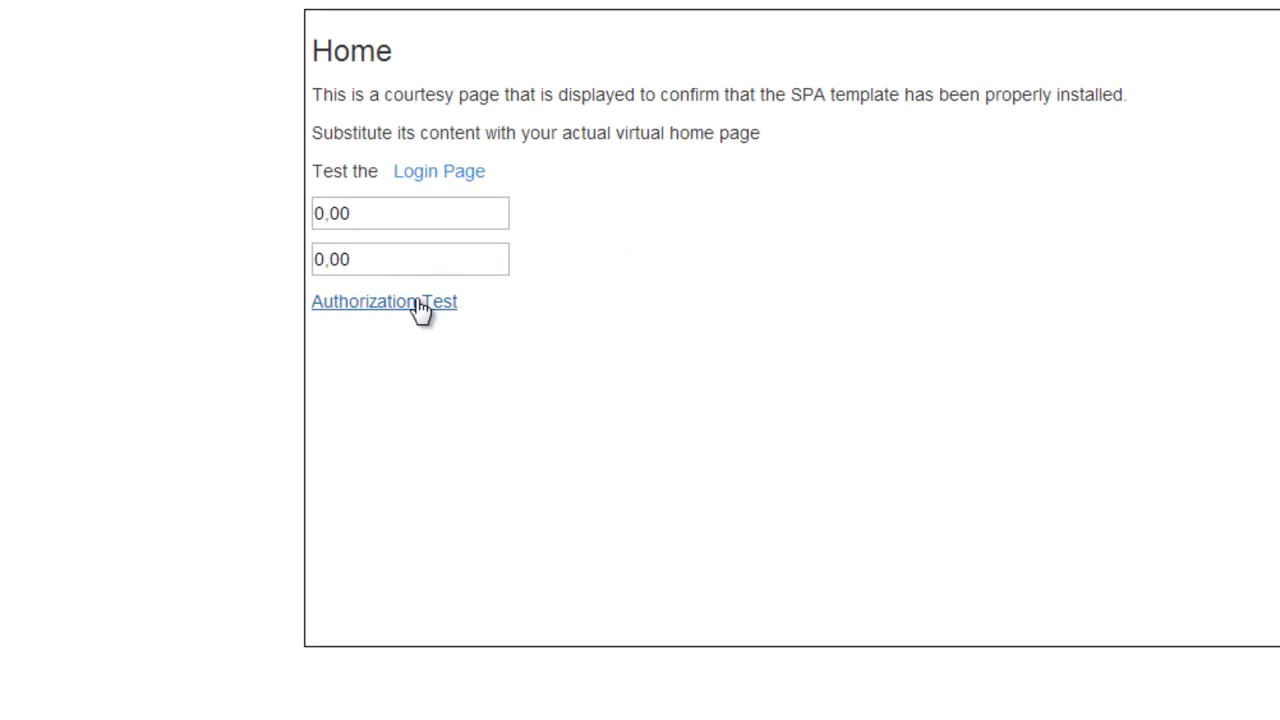 Home
This is a courtesy page that is displayed to confirm that the SPA template has been properly installed.
Substitute its content with your actual virtual home page
Test the Login Page
0,00
0,00
Authorization Test